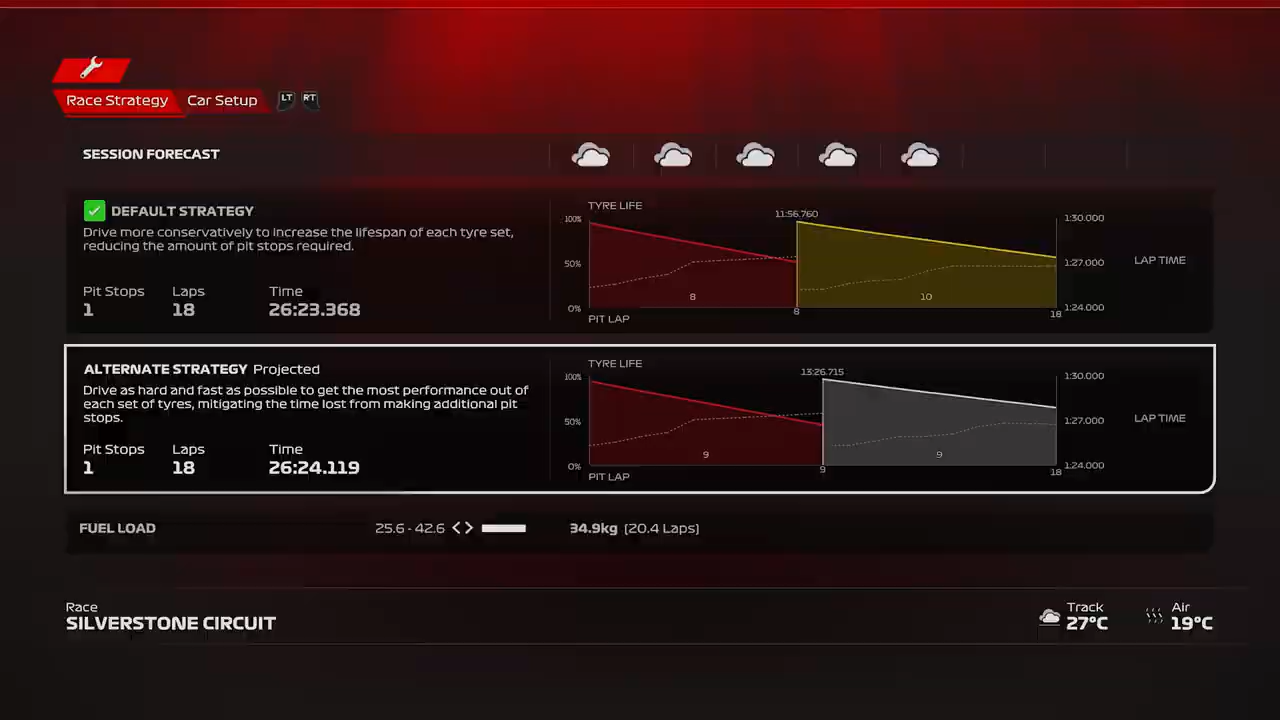 Race Strategy
Car Setup
LT
RT
SESSION FORECAST
DEFAULT STRATEGY
Drive more conservatively to increase the lifespan of each tyre set,
reducing the amount of pit stops required.
Pit Stops
Laps
Time
1
18
26:23.368
TYRE LIFE
100%
50%
0%
11:56.760
8
10
PIT LAP
8
18
1:30.000
1:27.000
1:24.000
LAP TIME
ALTERNATE STRATEGY Projected
Drive as hard and fast as possible to get the most performance out of
each set of tyres, mitigating the time lost from making additional pit
stops.
Pit Stops
Laps
Time
1
18
26:24.119
TYRE LIFE
100%
50%
0%
13:26.715
9
9
PIT LAP
9
18
1:30.000
1:27.000
1:24.000
LAP TIME
FUEL LOAD
25.6 - 42.6
34.9kg (20.4 Laps)
Race
SILVERSTONE CIRCUIT
Track
27°C
Air
19°C